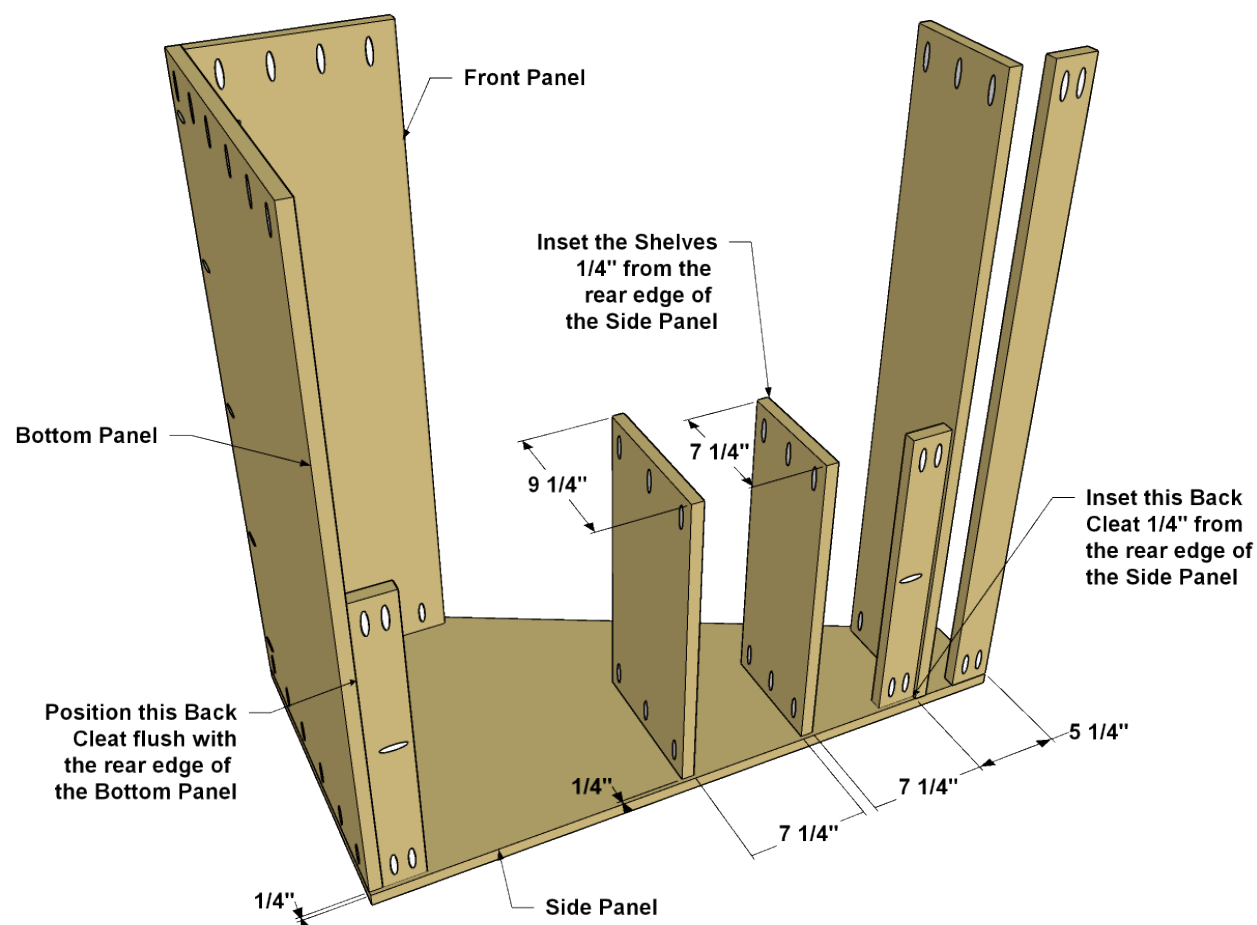 Front Panel
Inset the Shelves
1/4" from the
rear edge of
the Side Panel
Bottom Panel
7 1/4"
9 1/4"
Inset this Back
Cleat 1/4" from
the rear edge of
the Side Panel
Position this Back
Cleat flush with
the rear edge of
the Bottom Panel
5 1/4"
1/4"
7 1/4"
7 1/4"
1/4"
Side Panel